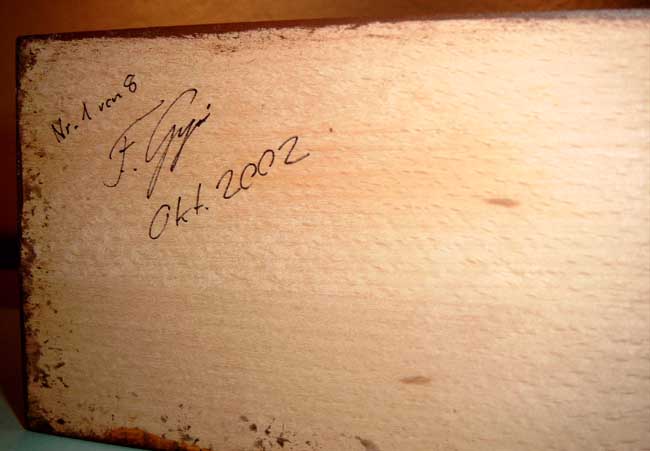 Nr. 1 von 8
F.
Okt. 2002